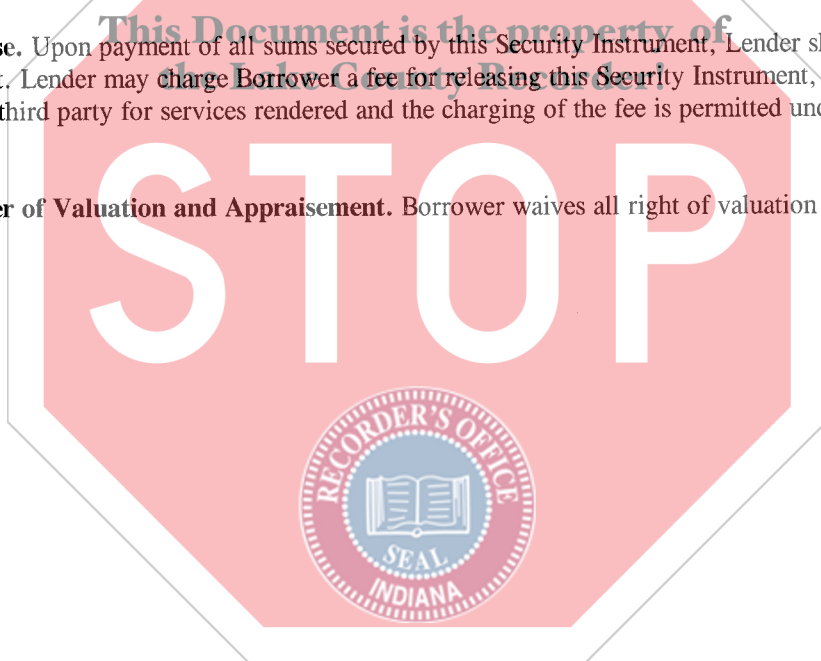 This Document is the property of
se. Upon payment of all sums secured by this Security Instrument, Lender sh
the Lake County Recorder!
t. Lender may charge Borrower a fee for releasing this Security Instrument,
third party for services rendered and the charging of the fee is permitted und
STOP
er of Valuation and Appraisement. Borrower waives all right of valuation
RECORDER'S OFFICE
SEAL
INDIANA